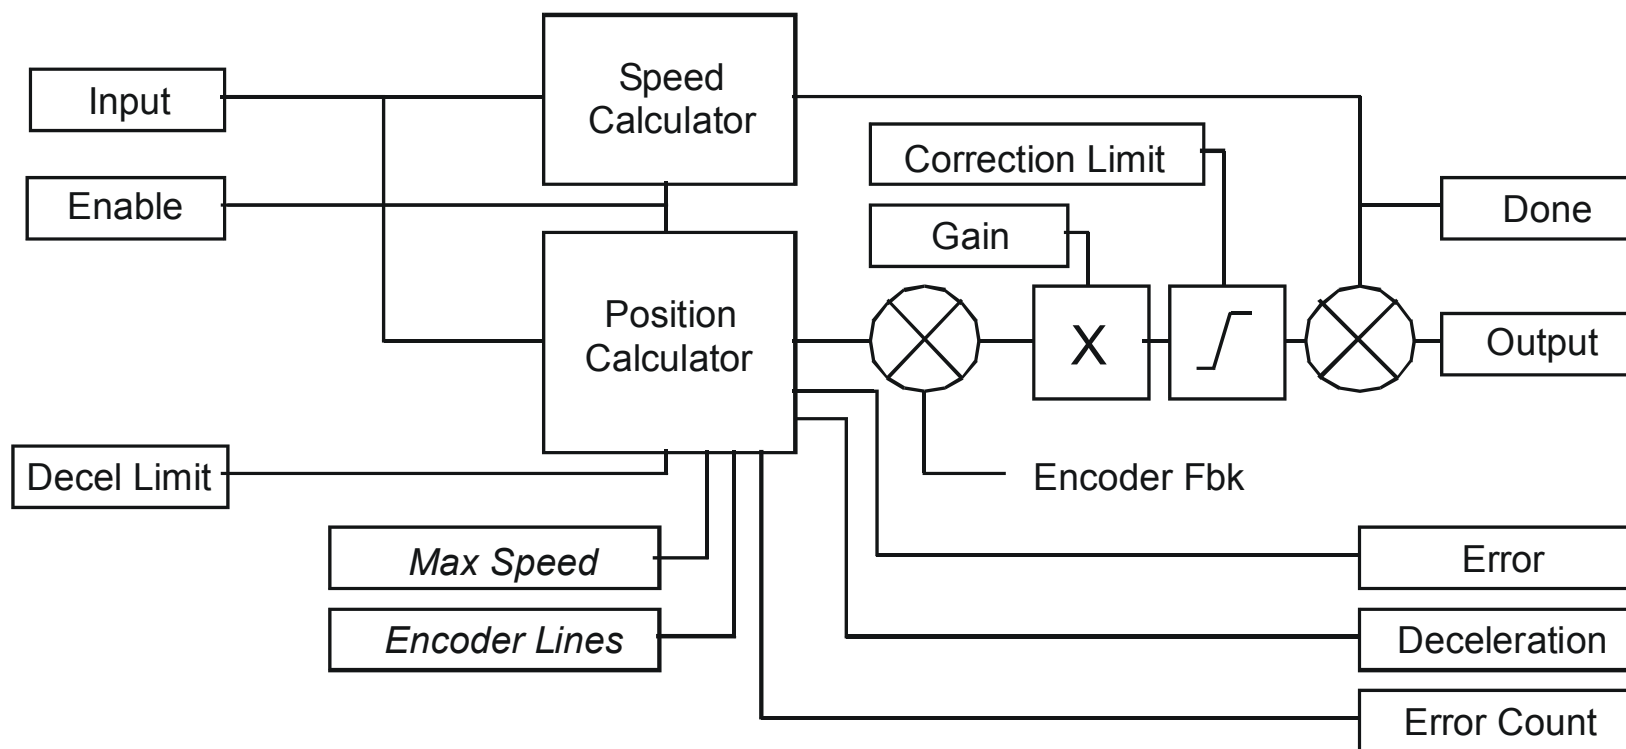 Speed
Calculator
Input
Correction Limit
Enable
Done
Gain
Position
Calculator
X
Output
Decel Limit
Encoder Fbk
Max Speed
Error
Encoder Lines
Deceleration
Error Count